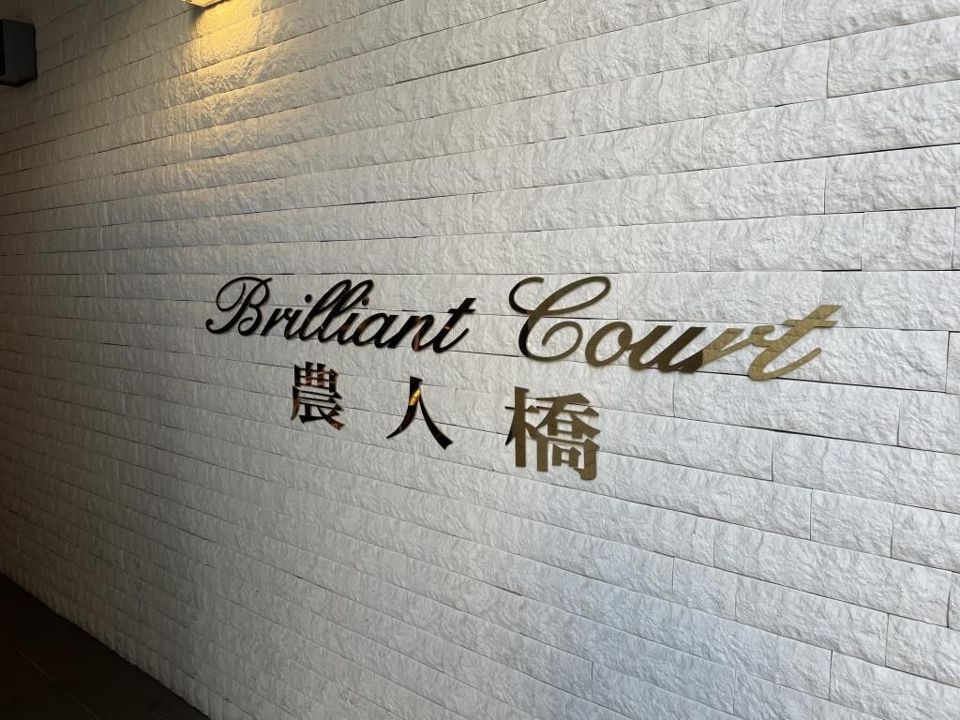 Brilliant Court
農人橋